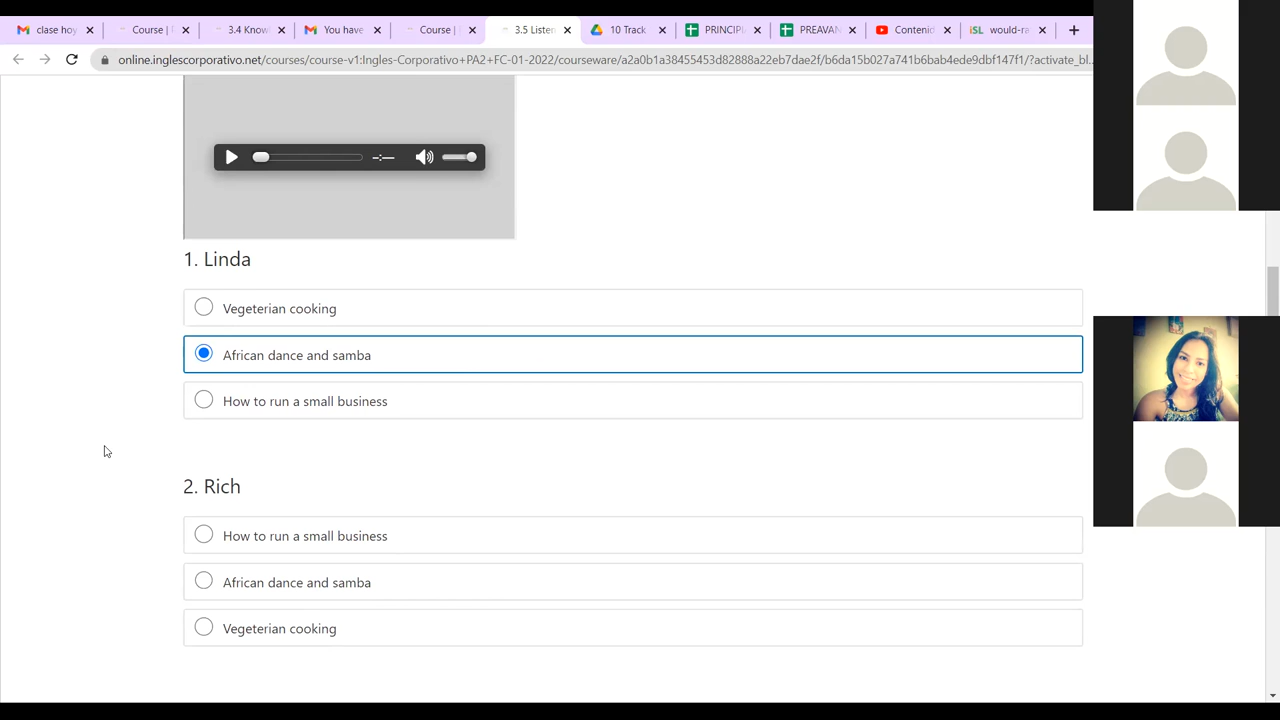 clase hoy
Course |
3.4 Know
You have
Course |
3.5 Listen
10 Track
PRINCIPI
PREAVAN
Contenid
iSL would-ra
online.inglescorporativo.net/courses/course-v1:Ingles-Corporativo+PA2+FC-01-2022/courseware/a2a0b1a38455453d82888a22eb7dae2f/b6da15b027a741b6bab4ede9dbf147f1/?activate_bl...
-:--
1. Linda
Vegeterian cooking
African dance and samba
How to run a small business
2. Rich
How to run a small business
African dance and samba
Vegeterian cooking